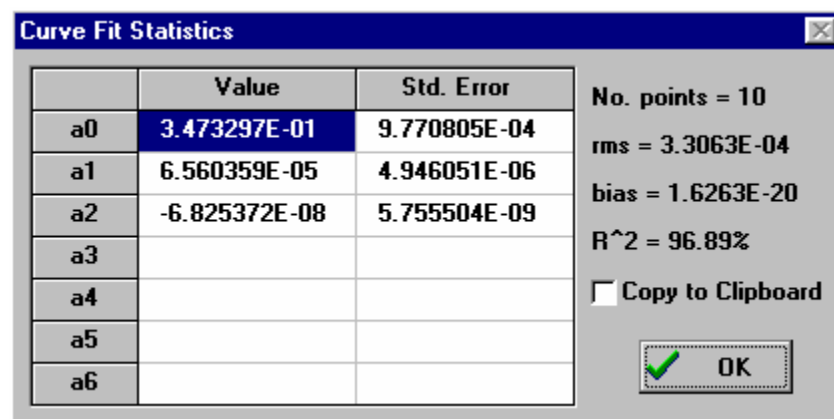 Curve Fit Statistics
Value Std. Error
a0 3.473297E-01 9.770805E-04
a1 6.560359E-05 4.946051E-06
a2 -6.825372E-08 5.755504E-09
a3
a4
a5
a6
No. points = 10
rms = 3.3063E-04
bias = 1.6263E-20
R^2 = 96.89%
Copy to Clipboard
OK